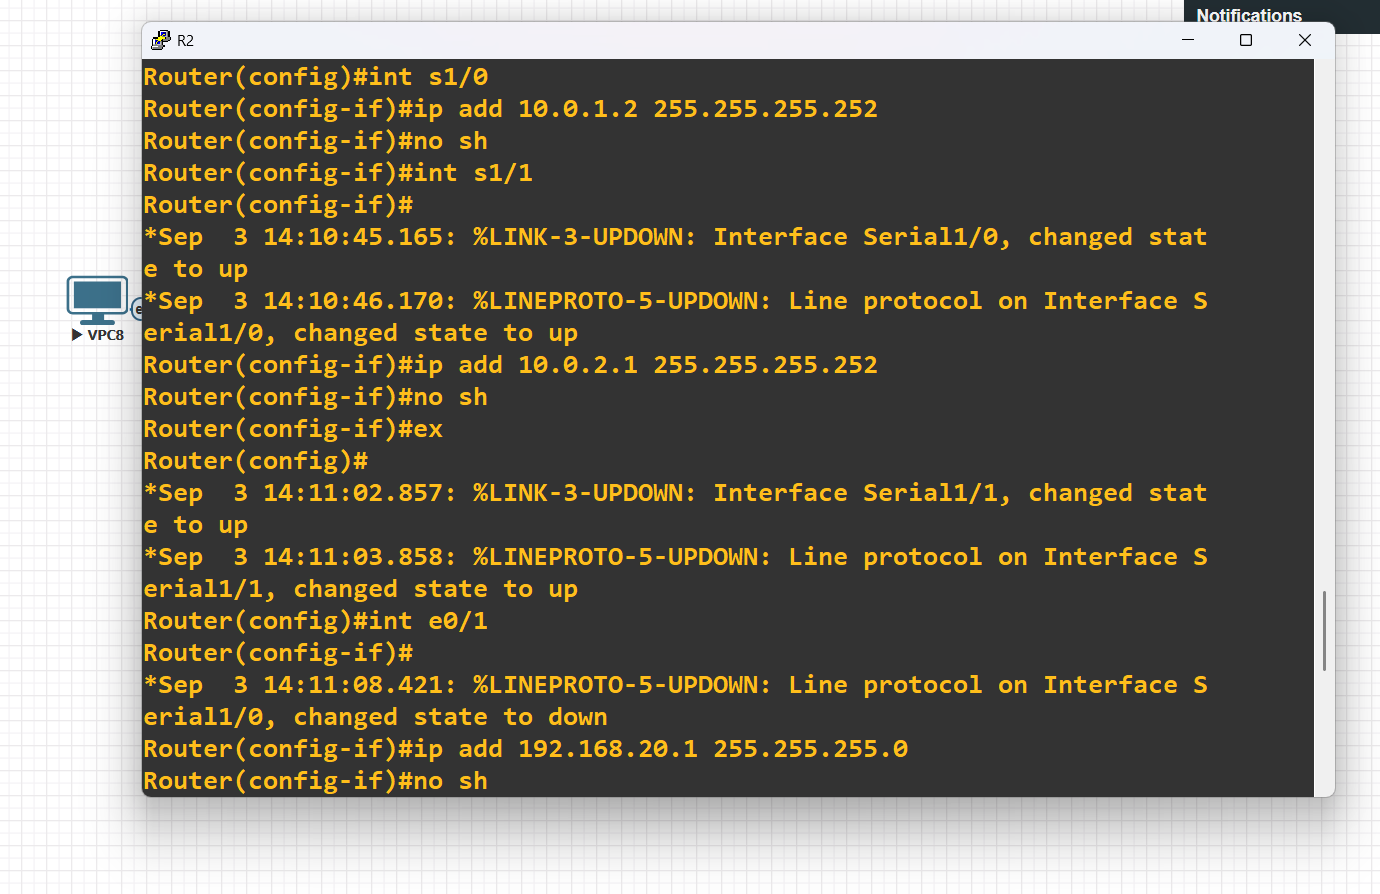 Notifications
R2
Router(config)#int s1/0
Router(config-if)#ip add 10.0.1.2 255.255.255.252
Router(config-if)#no sh
Router(config-if)#int s1/1
Router(config-if)#
*Sep  3 14:10:45.165: %LINK-3-UPDOWN: Interface Serial1/0, changed stat
e to up
*Sep  3 14:10:46.170: %LINEPROTO-5-UPDOWN: Line protocol on Interface S
erial1/0, changed state to up
Router(config-if)#ip add 10.0.2.1 255.255.255.252
Router(config-if)#no sh
Router(config-if)#ex
Router(config)#
*Sep  3 14:11:02.857: %LINK-3-UPDOWN: Interface Serial1/1, changed stat
e to up
*Sep  3 14:11:03.858: %LINEPROTO-5-UPDOWN: Line protocol on Interface S
erial1/1, changed state to up
Router(config)#int e0/1
Router(config-if)#
*Sep  3 14:11:08.421: %LINEPROTO-5-UPDOWN: Line protocol on Interface S
erial1/0, changed state to down
Router(config-if)#ip add 192.168.20.1 255.255.255.0
Router(config-if)#no sh
VPC8